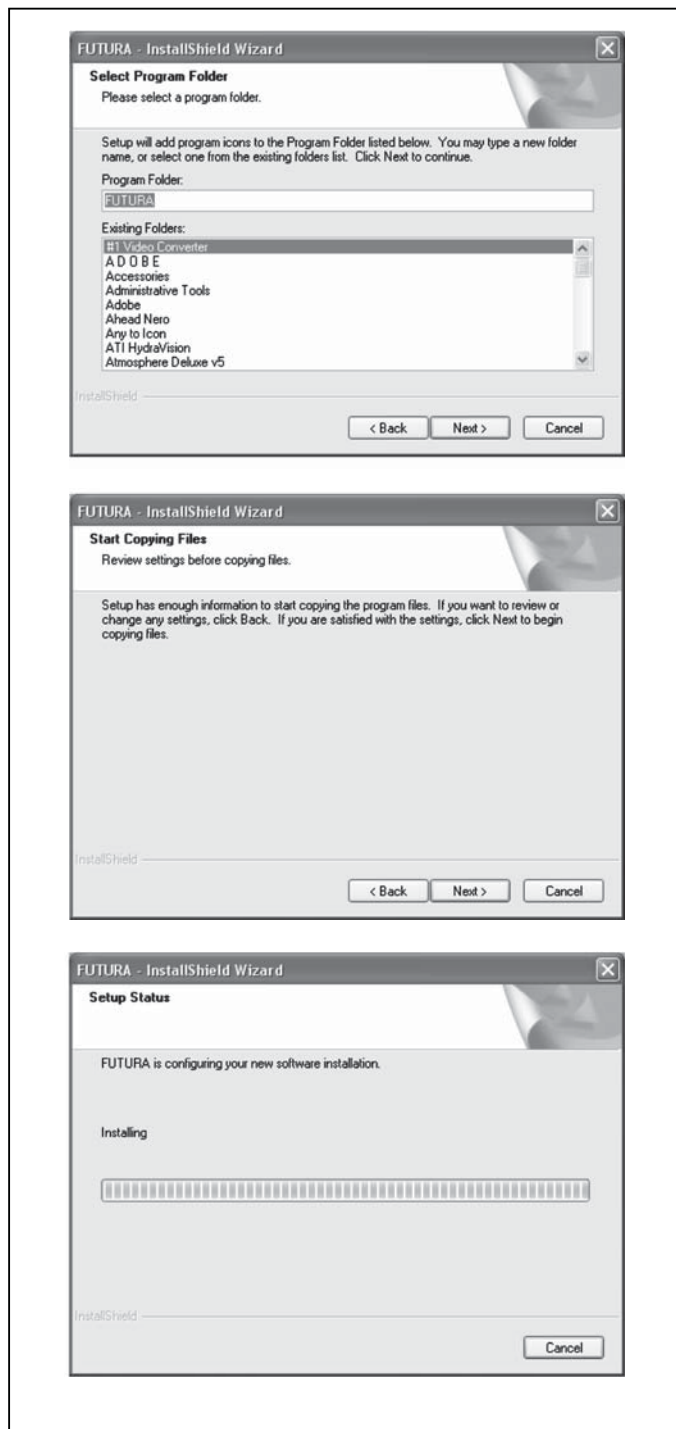 FUTURA - InstallShield Wizard
Select Program Folder
Please select a program folder.
Setup will add program icons to the Program Folder listed below. You may type a new folder
name, or select one from the existing folders list. Click Next to continue.
Program Folder:
FUTURA
Existing Folders:
#1 Video Converter
A D O B E
Accessories
Administrative Tools
Adobe
Ahead Nero
Any to Icon
ATI HydraVision
Atmosphere Deluxe v5
InstallShield
< Back Next > Cancel
FUTURA - InstallShield Wizard
Start Copying Files
Review settings before copying files.
Setup has enough information to start copying the program files. If you want to review or
change any settings, click Back. If you are satisfied with the settings, click Next to begin
copying files.
InstallShield
< Back Next > Cancel
FUTURA - InstallShield Wizard
Setup Status
FUTURA is configuring your new software installation.
Installing
InstallShield
Cancel